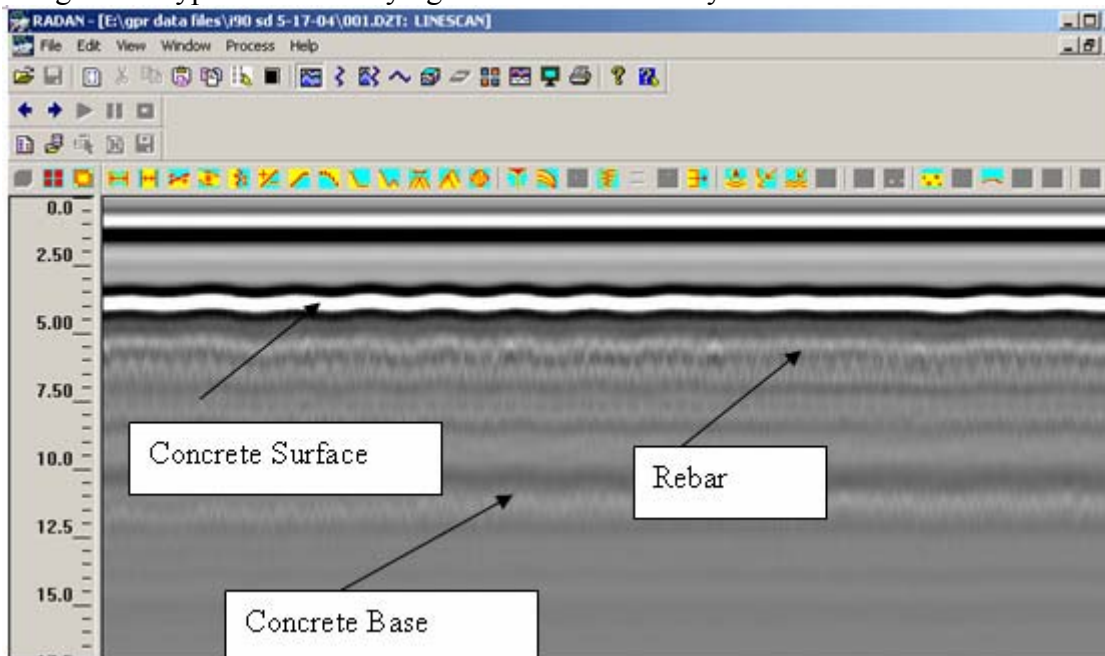 RADAN - [E:\gpr data files\i90 sd 5-17-04\001.DZT: LINESCAN]
File Edit View Window Process Help
0.0
2.50
5.00
7.50
10.0
12.5
15.0
Concrete Surface
Rebar
Concrete Base